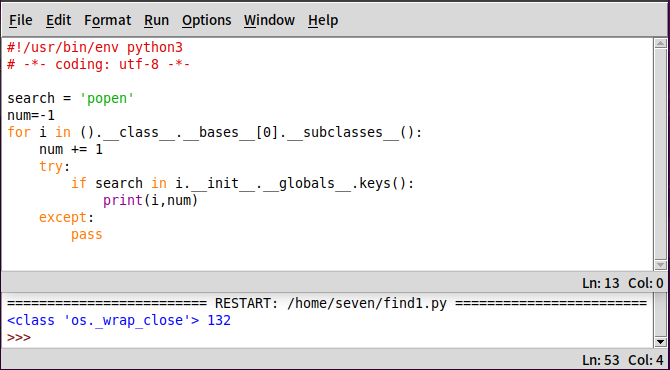 File Edit Format Run Options Window Help
#!/usr/bin/env python3
# -*- coding: utf-8 -*-
search = 'popen'
num=-1
for i in ().__class__.__bases__[0].__subclasses__():
    num += 1
    try:
        if search in i.__init__.__globals__.keys():
            print(i,num)
    except:
        pass
Ln: 13 Col: 0
========================= RESTART: /home/seven/find1.py ========================
<class 'os._wrap_close'> 132
>>>
Ln: 53 Col: 4